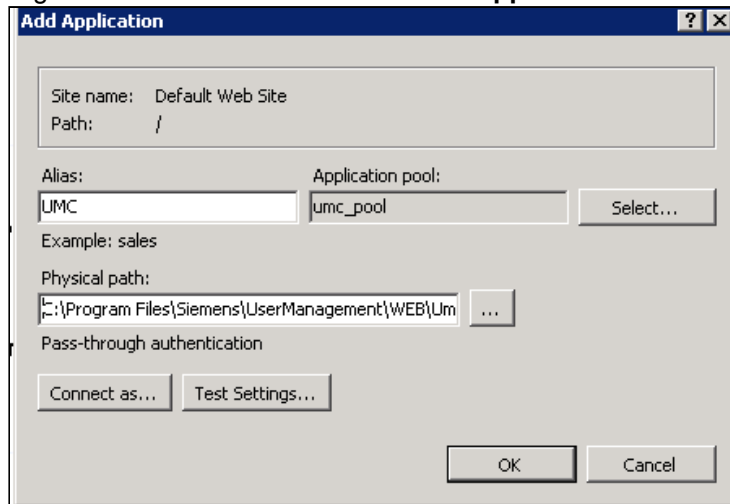 Add Application
Site name: Default Web Site
Path: /
Alias: Application pool:
UMC umc_pool Select...
Example: sales
Physical path:
C:\Program Files\Siemens\UserManagement\WEB\Um ...
Pass-through authentication
Connect as... Test Settings...
OK Cancel